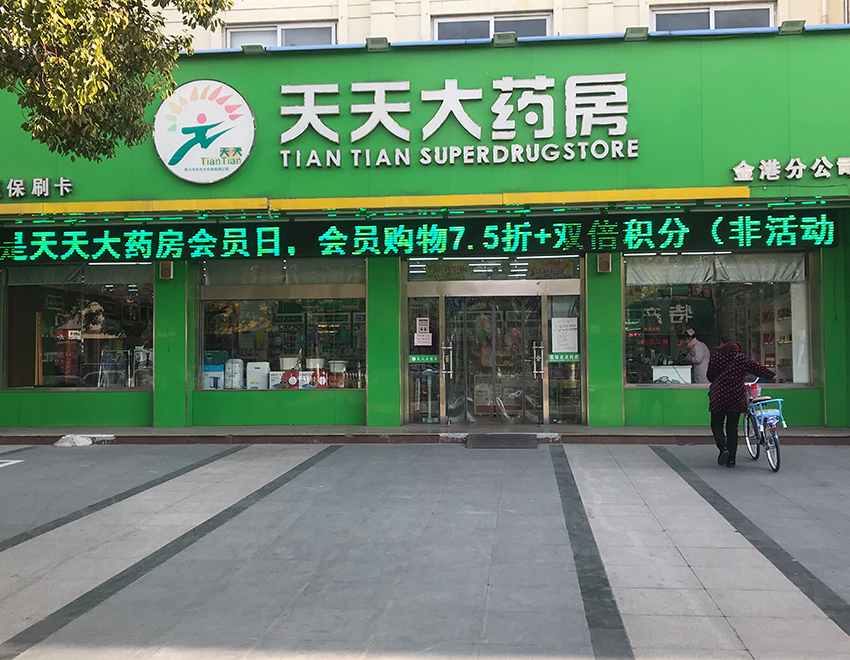 天天大药房
TIAN TIAN SUPERDRUGSTORE
天天
TianTian
保刷卡
金港分公司
是天天大药房会员日，会员购物7.5折+双倍积分（非活动